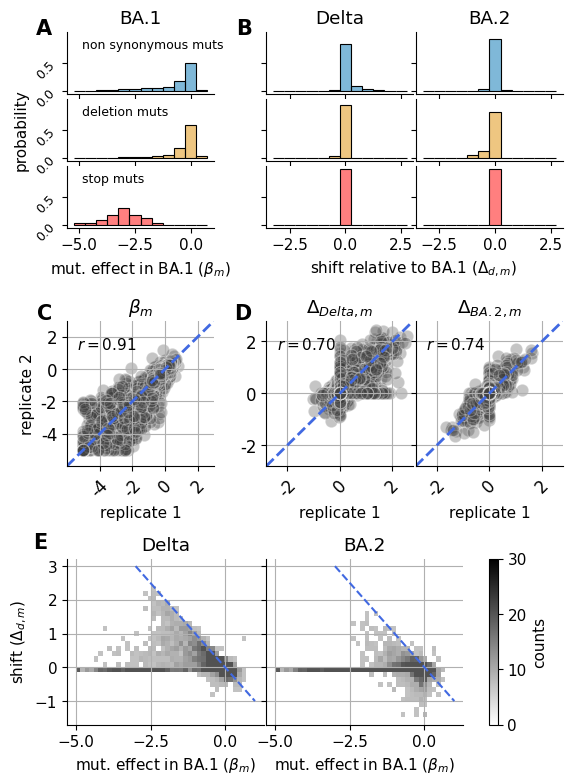 A BA.1 B Delta BA.2
non synonymous muts
deletion muts
stop muts
probability
0.5
0.0
0.5
0.0
0.5
0.0
−5.0 −2.5 0.0 −2.5 0.0 2.5 −2.5 0.0 2.5
mut. effect in BA.1 (βm) shift relative to BA.1 (Δd,m)
C βm D ΔDelta,m ΔBA.2,m
r = 0.91 r = 0.70 r = 0.74
replicate 2
2
0
-2
-4
2
0
-2
-4 -2 0 2 -2 0 2 -2 0 2
replicate 1 replicate 1 replicate 1
E Delta BA.2
shift (Δd,m)
3
2
1
0
−1
−5.0 −2.5 0.0 −5.0 −2.5 0.0
mut. effect in BA.1 (βm) mut. effect in BA.1 (βm)
30
20
10
0
counts